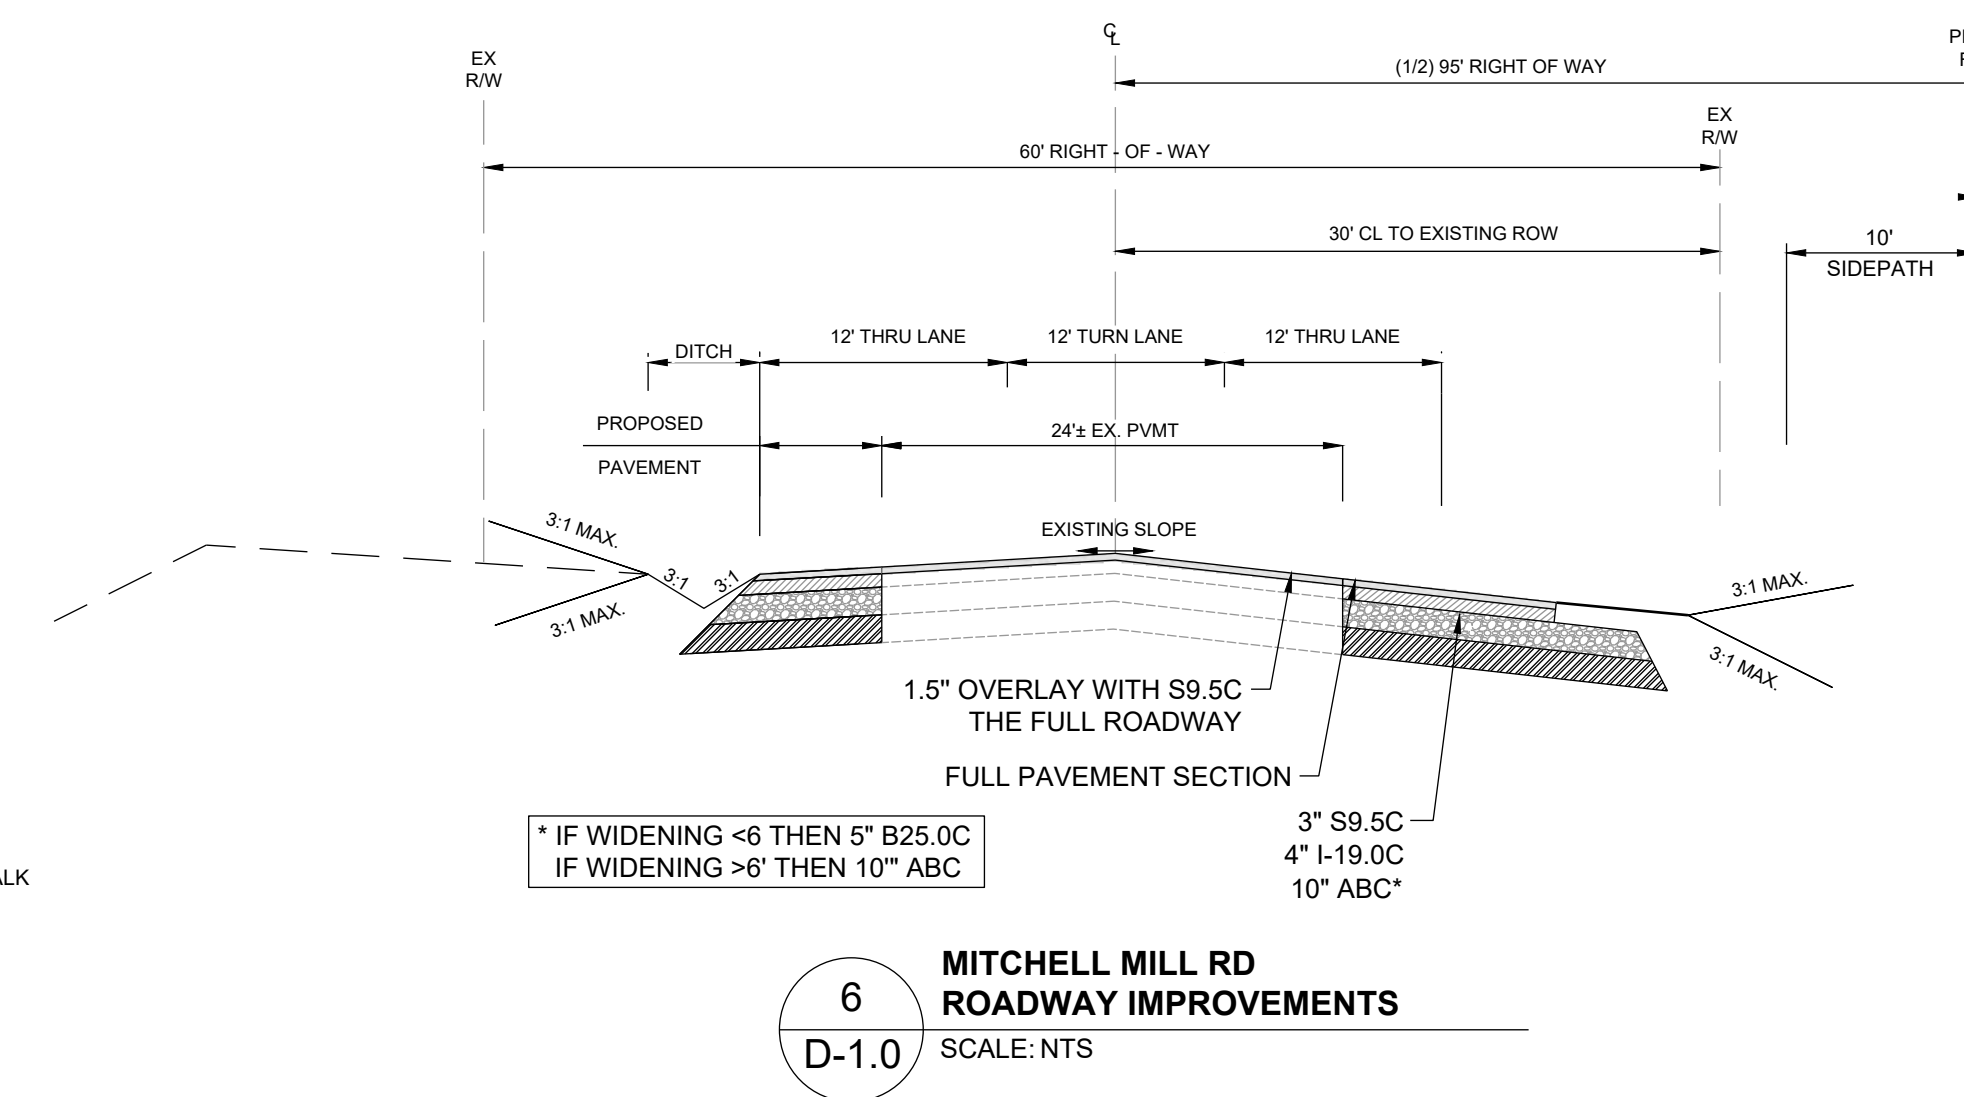 EX
R/W
CL
(1/2) 95' RIGHT OF WAY
EX
R/W
60' RIGHT - OF - WAY
30' CL TO EXISTING ROW
10'
SIDEPATH
DITCH
12' THRU LANE
12' TURN LANE
12' THRU LANE
PROPOSED
PAVEMENT
24'± EX. PVMT
EXISTING SLOPE
3:1 MAX.
3:1
3:1
3:1 MAX.
3:1 MAX.
3:1 MAX.
1.5" OVERLAY WITH S9.5C
THE FULL ROADWAY
FULL PAVEMENT SECTION
3" S9.5C
4" I-19.0C
10" ABC*
* IF WIDENING <6 THEN 5" B25.0C
IF WIDENING >6' THEN 10'" ABC
ALK
6
D-1.0
MITCHELL MILL RD
ROADWAY IMPROVEMENTS
SCALE: NTS